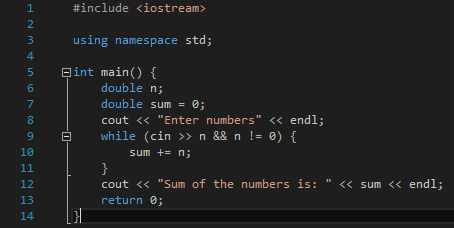 1 #include <iostream>
2
3 using namespace std;
4
5 int main() {
6 double n;
7 double sum = 0;
8 cout << "Enter numbers" << endl;
9 while (cin >> n && n != 0) {
10 sum += n;
11 }
12 cout << "Sum of the numbers is: " << sum << endl;
13 return 0;
14 }